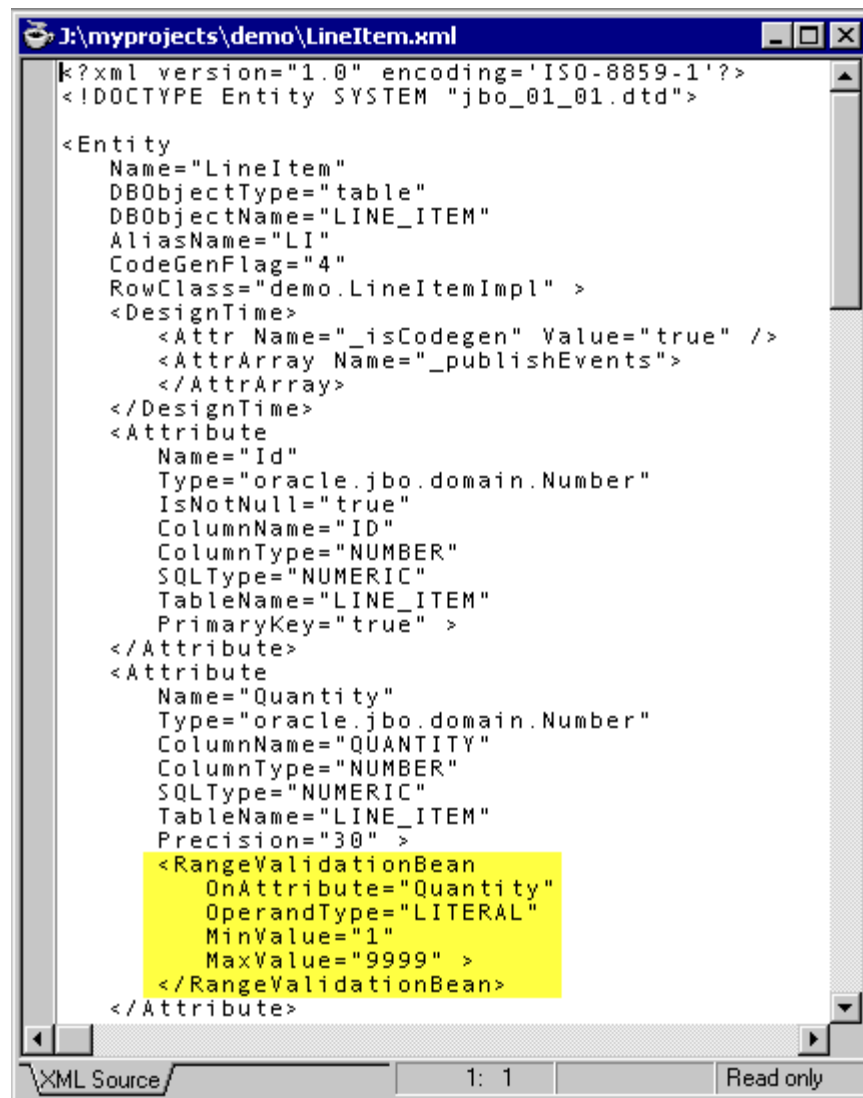 J:\myprojects\demo\LineItem.xml
<?xml version="1.0" encoding='ISO-8859-1'?>
<!DOCTYPE Entity SYSTEM "jbo_01_01.dtd">
<Entity
Name="LineItem"
DBObjectType="table"
DBObjectName="LINE_ITEM"
AliasName="LI"
CodeGenFlag="4"
RowClass="demo.LineItemImpl" >
<DesignTime>
<Attr Name="_isCodegen" Value="true" />
<AttrArray Name="_publishEvents">
</AttrArray>
</DesignTime>
<Attribute
Name="Id"
Type="oracle.jbo.domain.Number"
IsNotNull="true"
ColumnName="ID"
ColumnType="NUMBER"
SQLType="NUMERIC"
TableName="LINE_ITEM"
PrimaryKey="true" >
</Attribute>
<Attribute
Name="Quantity"
Type="oracle.jbo.domain.Number"
ColumnName="QUANTITY"
ColumnType="NUMBER"
SQLType="NUMERIC"
TableName="LINE_ITEM"
Precision="30" >
<RangeValidationBean
OnAttribute="Quantity"
OperandType="LITERAL"
MinValue="1"
MaxValue="9999" >
</RangeValidationBean>
</Attribute>
XML Source 1: 1 Read only